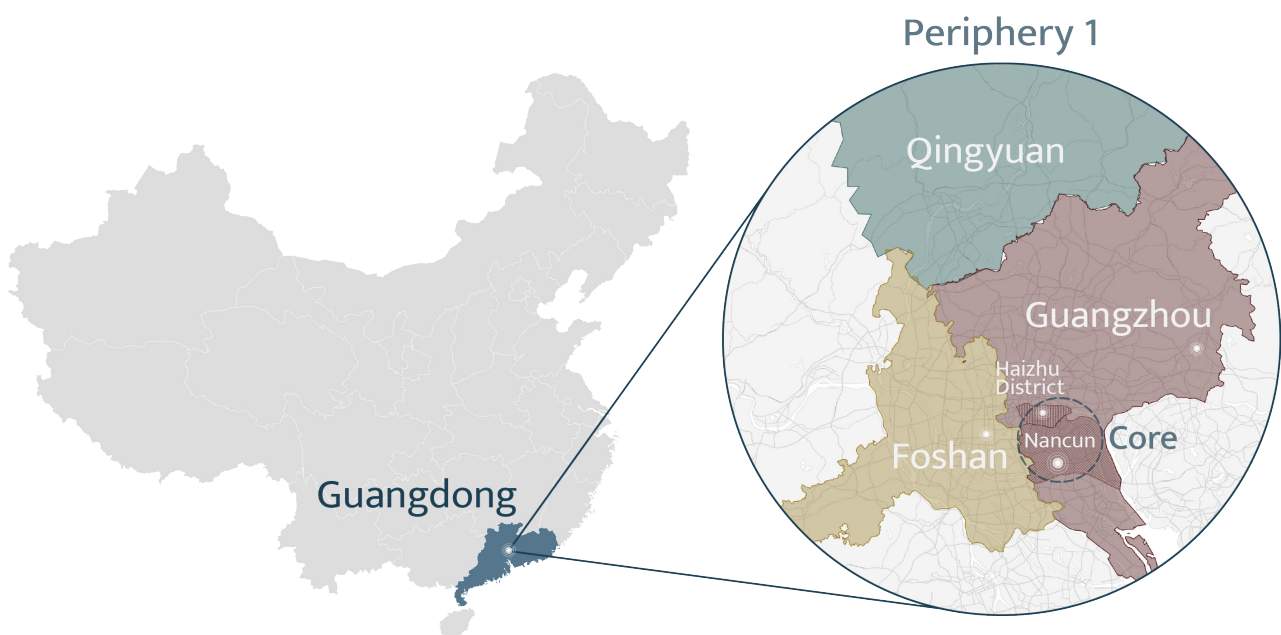 Periphery 1
Qingyuan
Guangzhou
Haizhu
District
Nancun
Core
Foshan
Guangdong